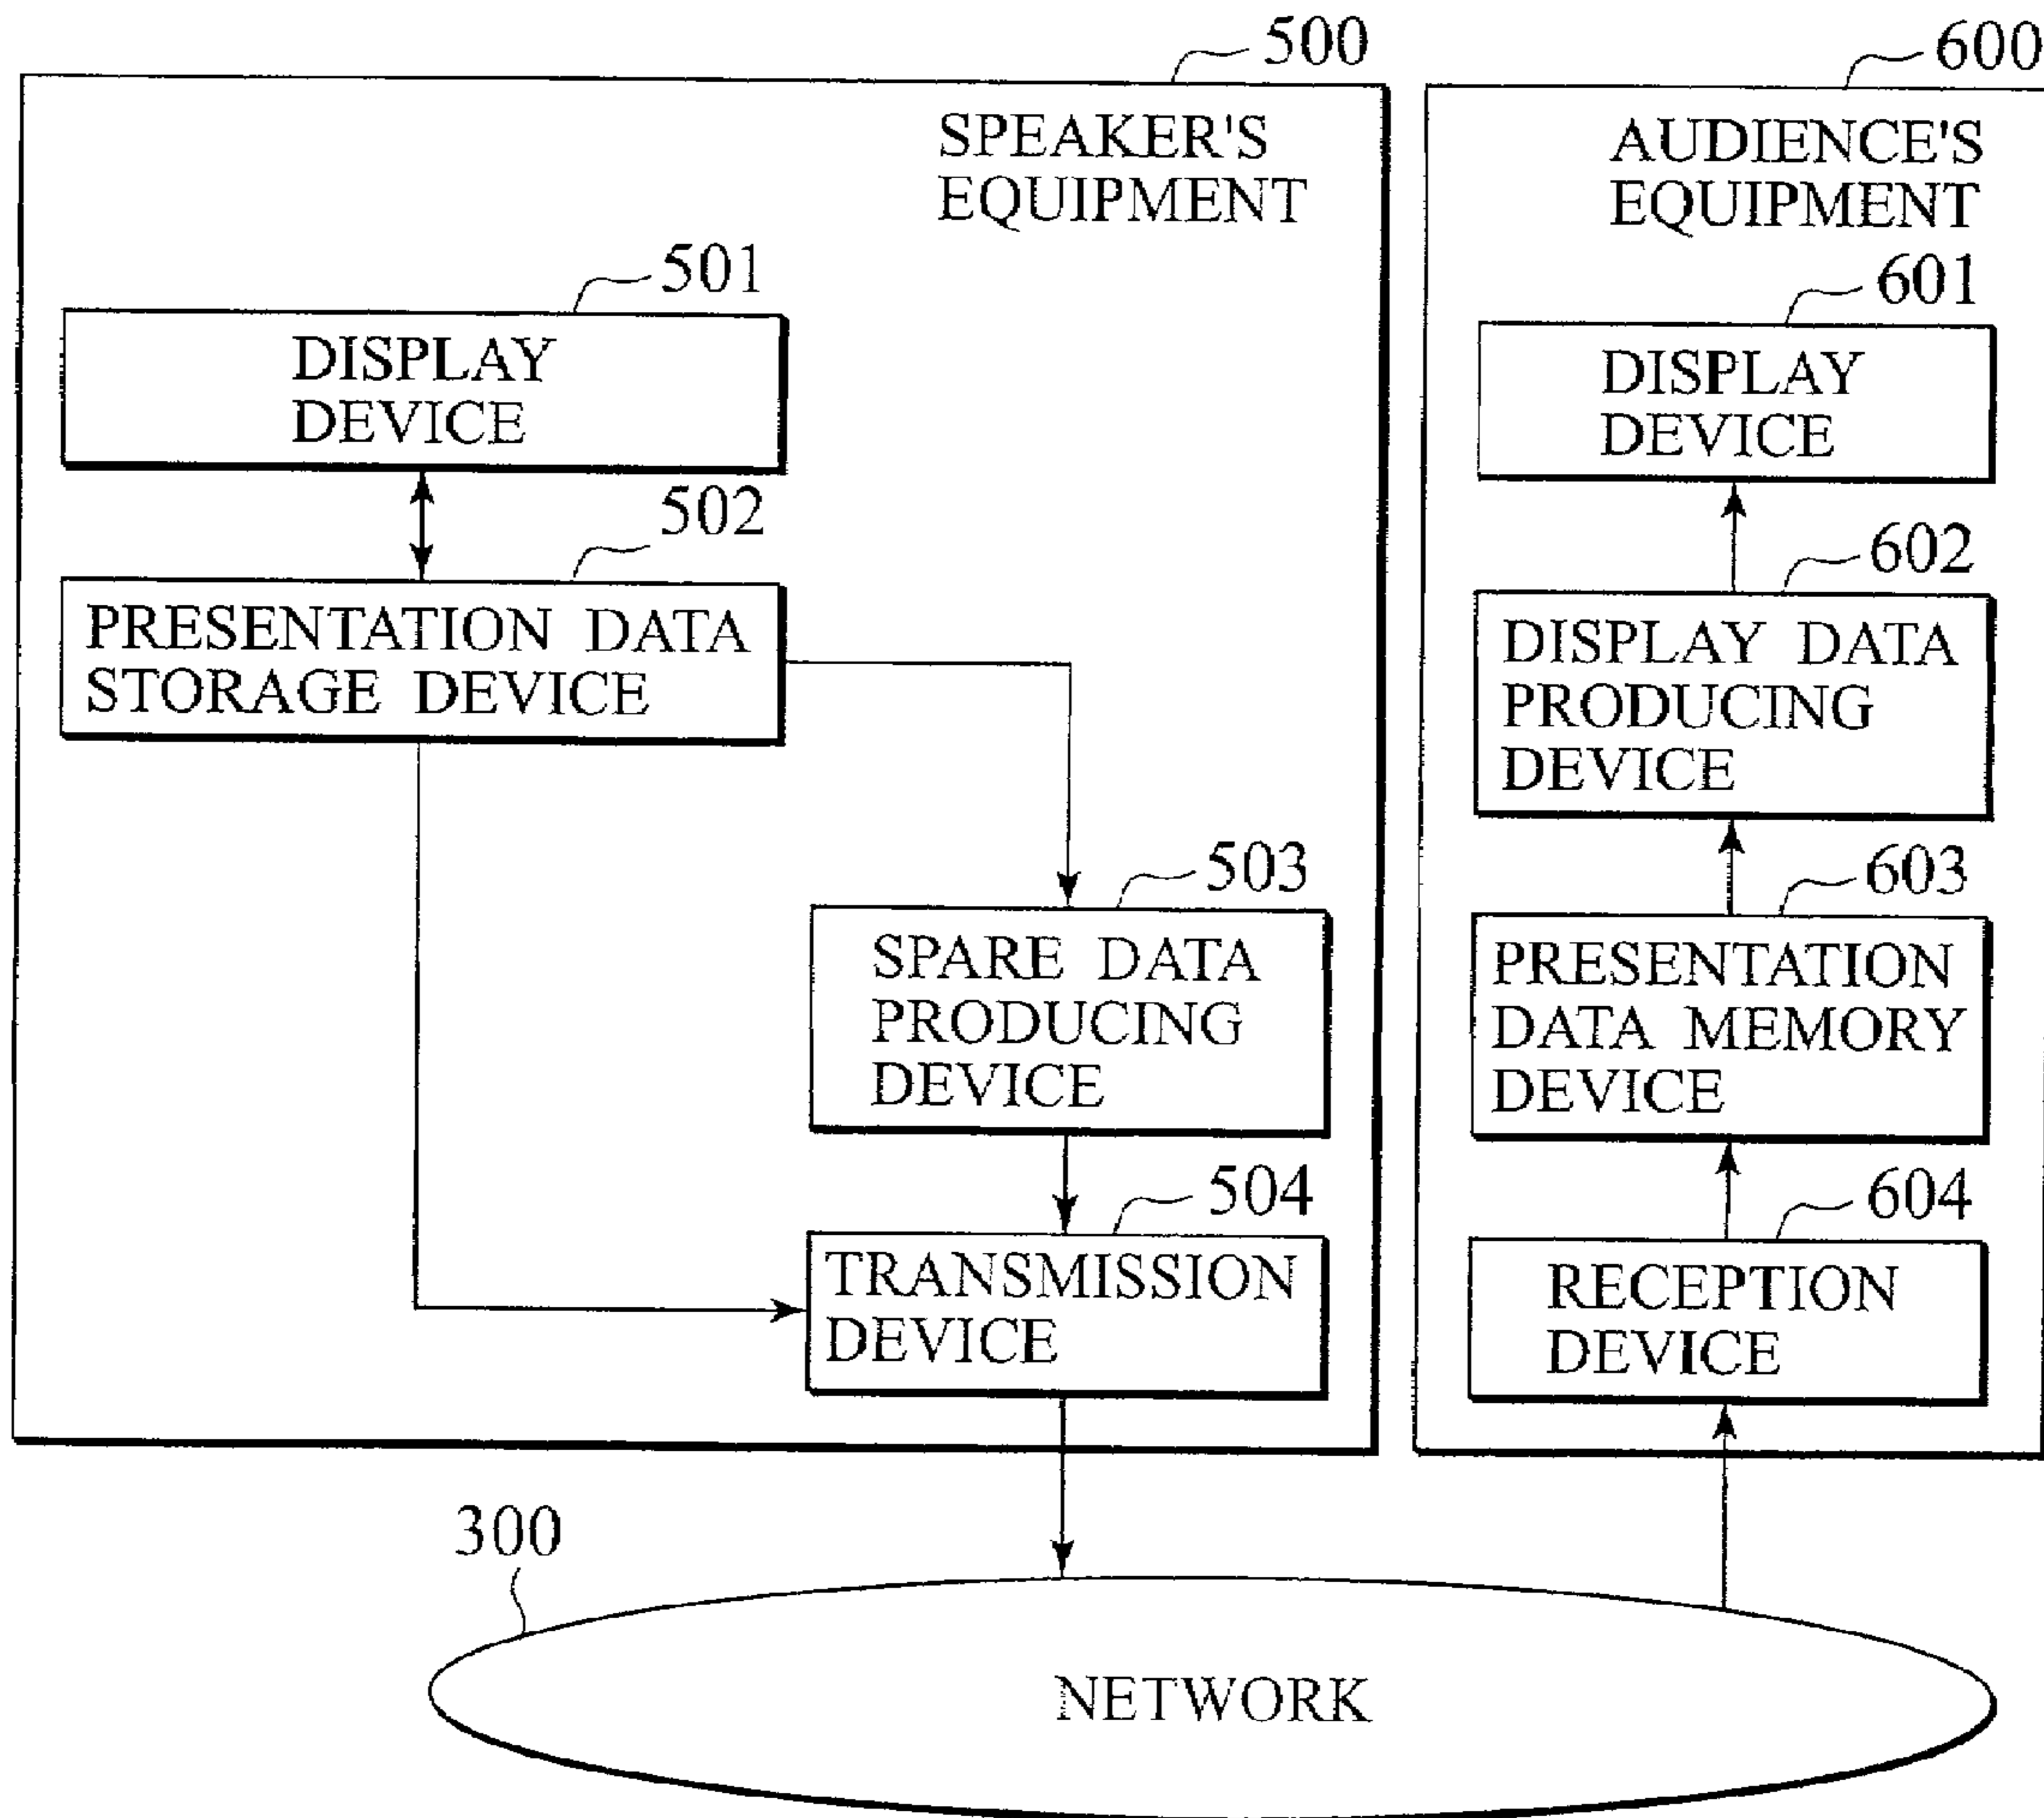 500
SPEAKER'S
EQUIPMENT
501
DISPLAY
DEVICE
502
PRESENTATION DATA
STORAGE DEVICE
503
SPARE DATA
PRODUCING
DEVICE
504
TRANSMISSION
DEVICE
600
AUDIENCE'S
EQUIPMENT
601
DISPLAY
DEVICE
602
DISPLAY DATA
PRODUCING
DEVICE
603
PRESENTATION
DATA MEMORY
DEVICE
604
RECEPTION
DEVICE
300
NETWORK